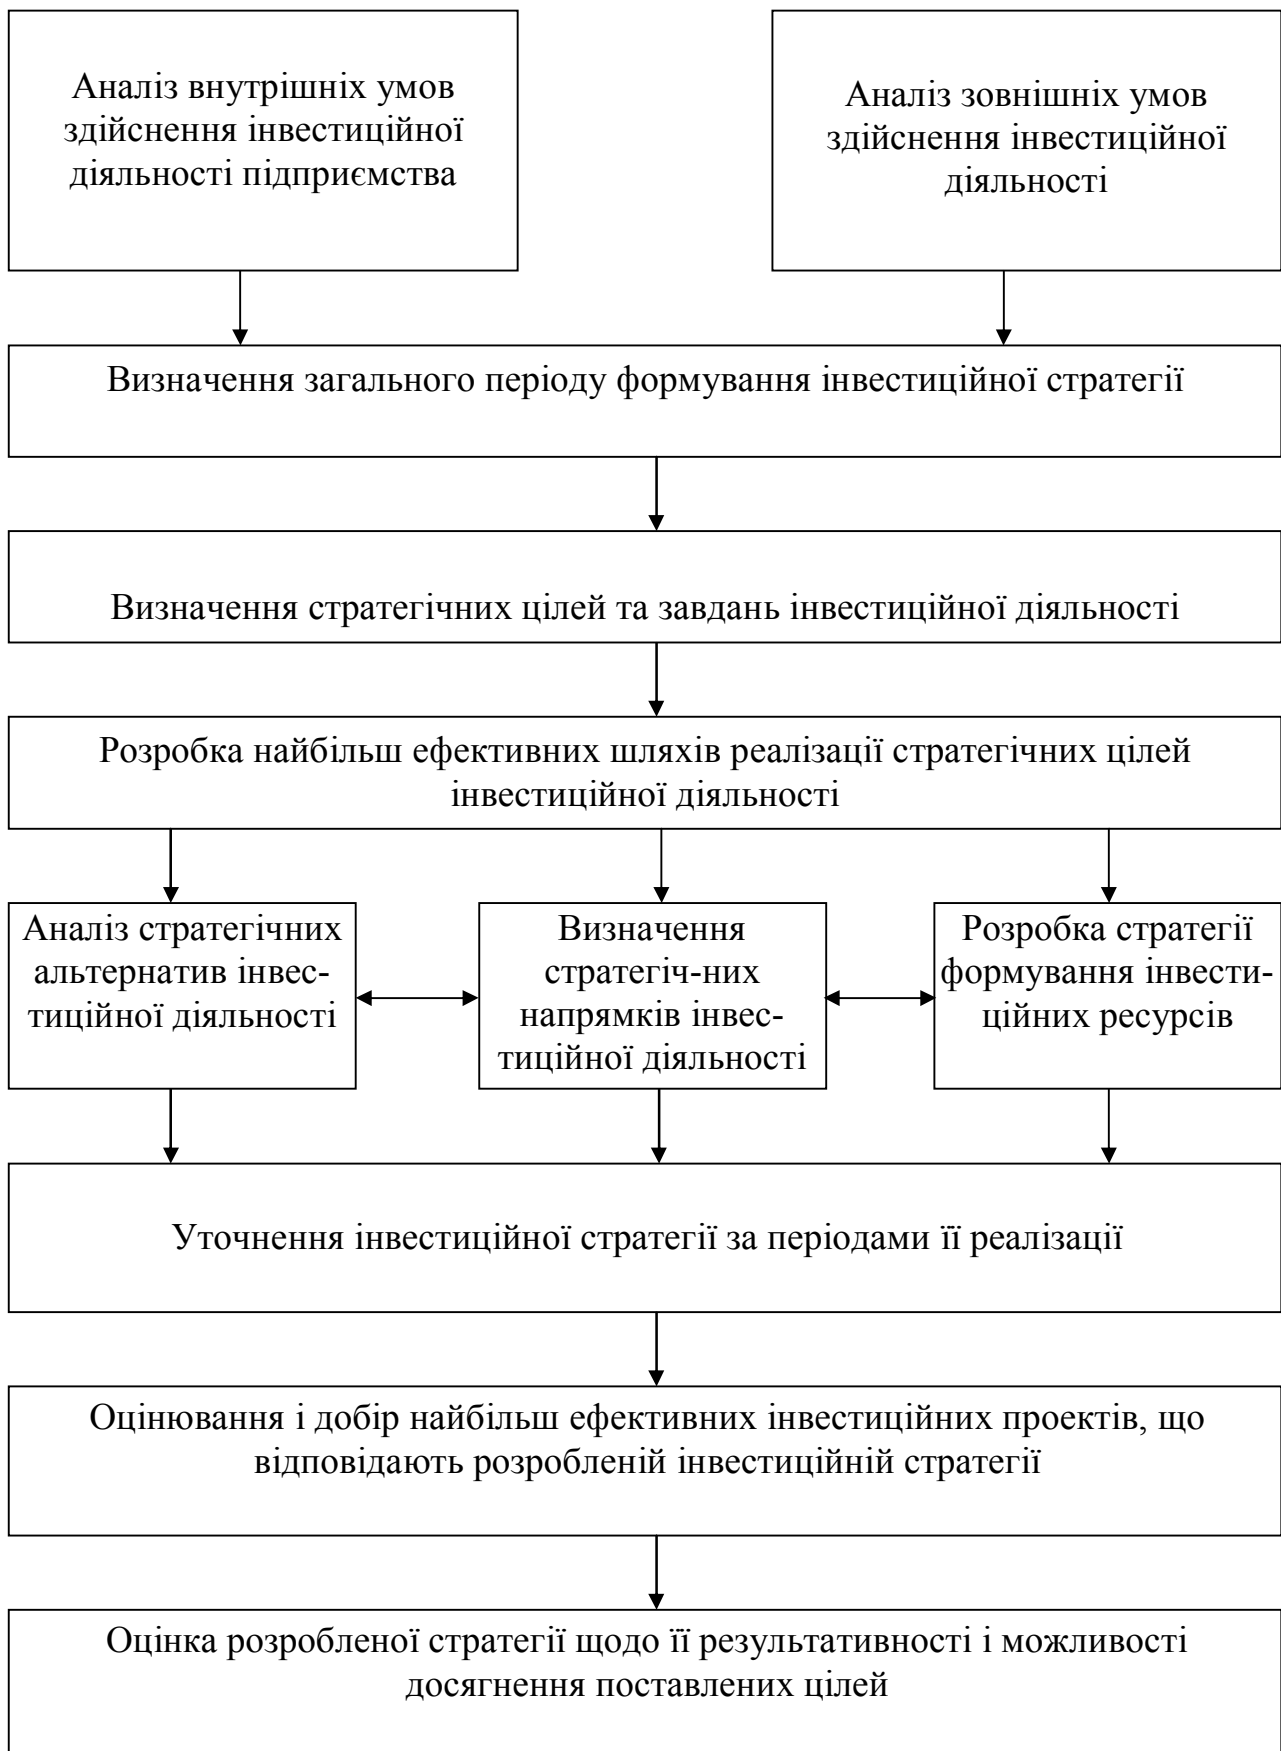 Аналіз внутрішніх умов
здійснення інвестиційної
діяльності підприємства
Аналіз зовнішніх умов
здійснення інвестиційної
діяльності
Визначення загального періоду формування інвестиційної стратегії
Визначення стратегічних цілей та завдань інвестиційної діяльності
Розробка найбільш ефективних шляхів реалізації стратегічних цілей
інвестиційної діяльності
Аналіз стратегічних
альтернатив інвес-
тиційної діяльності
Визначення
стратегіч-них
напрямків інвес-
тиційної діяльності
Розробка стратегії
формування інвести-
ційних ресурсів
Уточнення інвестиційної стратегії за періодами її реалізації
Оцінювання і добір найбільш ефективних інвестиційних проектів, що
відповідають розробленій інвестиційній стратегії
Оцінка розробленої стратегії щодо її результативності і можливості
досягнення поставлених цілей